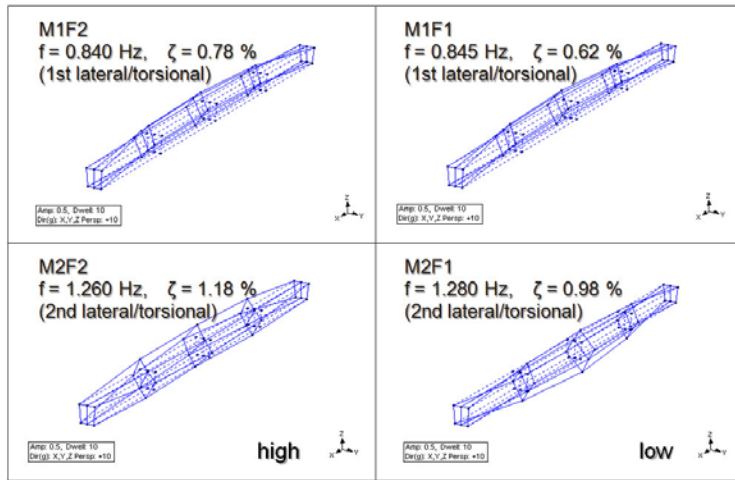 M1F2
f = 0.840 Hz, ζ = 0.78 %
(1st lateral/torsional)
Amp: 0.5, Dwell: 10
Dir(g): X,Y,Z Persp: +10
Z
X
Y
M1F1
f = 0.845 Hz, ζ = 0.62 %
(1st lateral/torsional)
Amp: 0.5, Dwell: 10
Dir(g): X,Y,Z Persp: +10
Z
X
Y
M2F2
f = 1.260 Hz, ζ = 1.18 %
(2nd lateral/torsional)
Amp: 0.5, Dwell: 10
Dir(g): X,Y,Z Persp: +10
high
Z
X
Y
M2F1
f = 1.280 Hz, ζ = 0.98 %
(2nd lateral/torsional)
Amp: 0.5, Dwell: 10
Dir(g): X,Y,Z Persp: +10
low
Z
X
Y